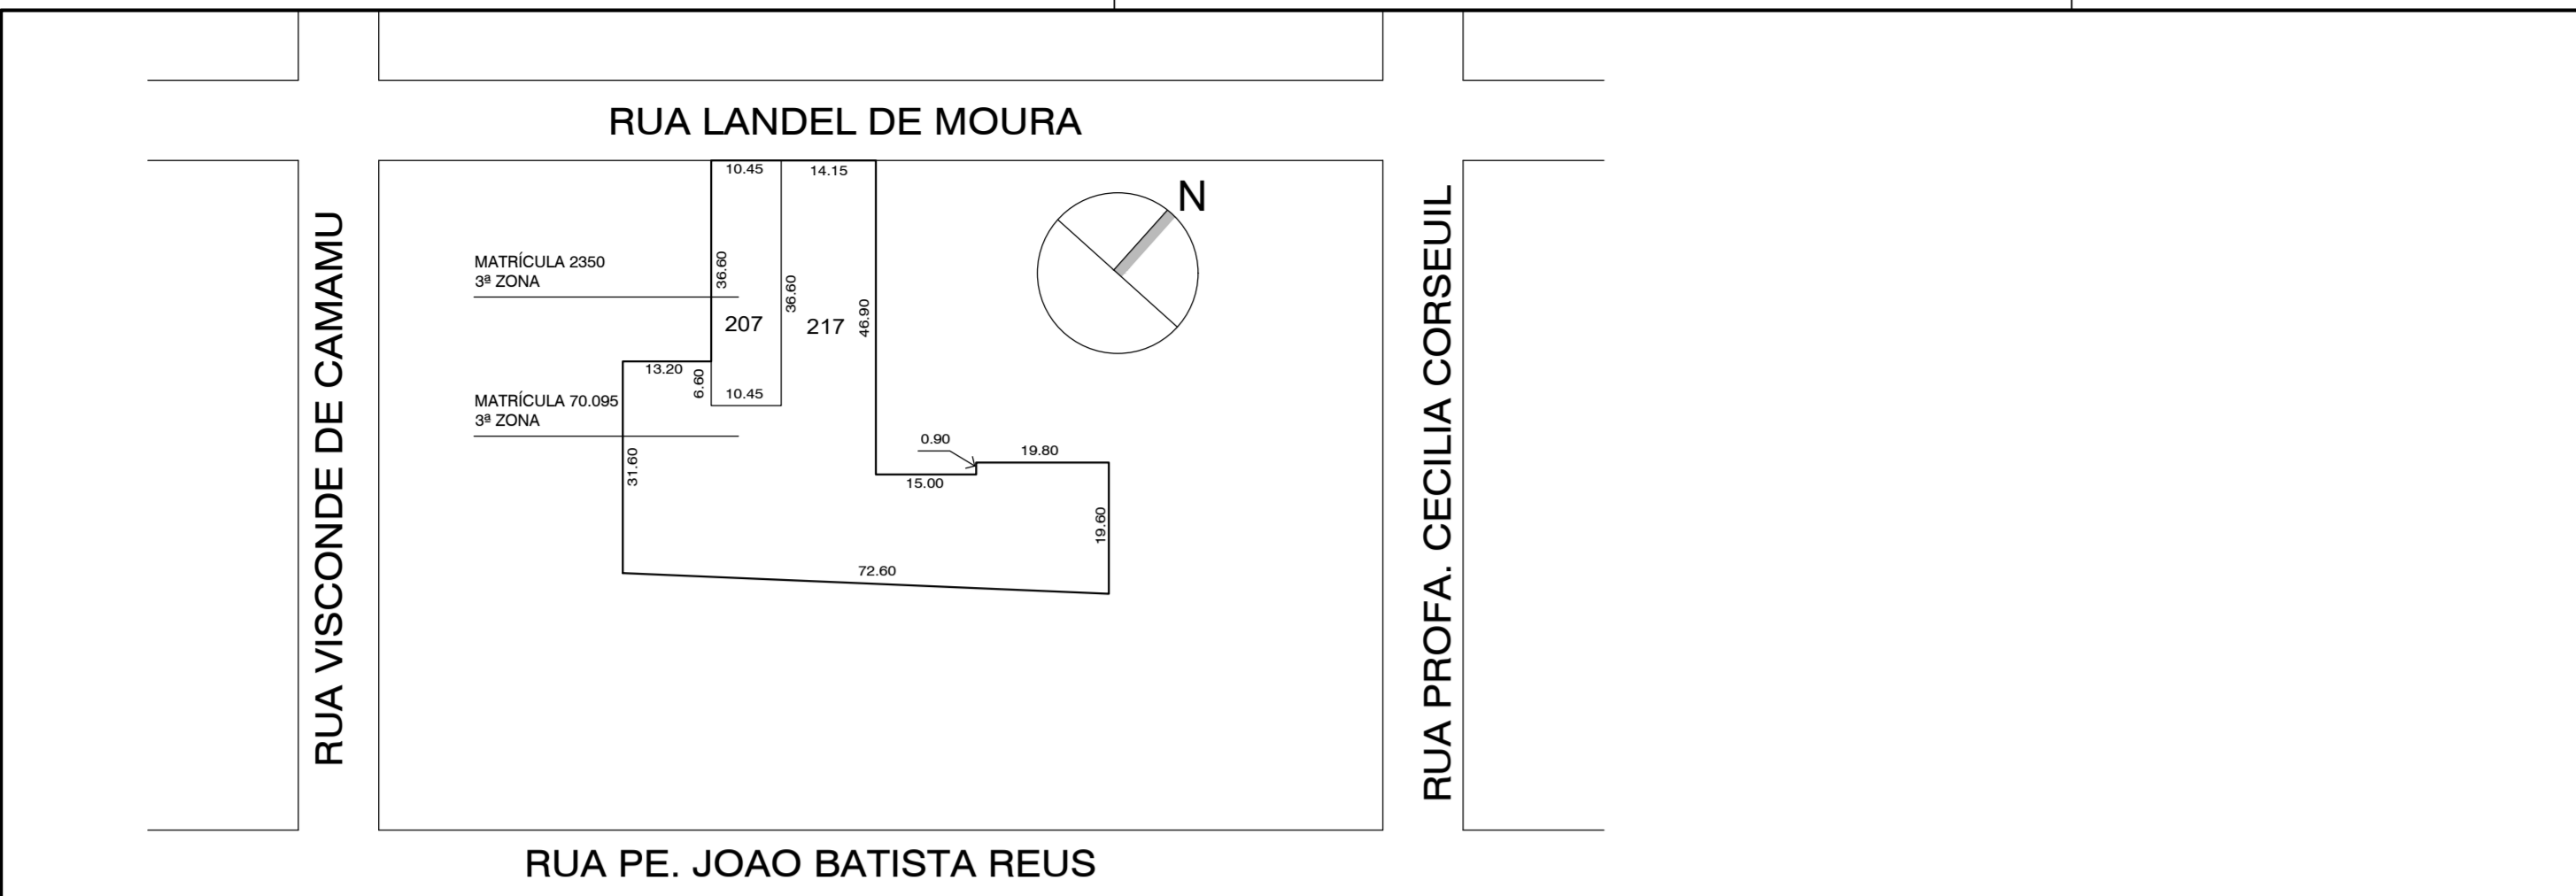 RUA LANDEL DE MOURA
10.45
14.15
N
MATRÍCULA 2350
3ª ZONA
36.60
36.60
46.90
207
217
13.20
6.60
10.45
MATRÍCULA 70.095
3ª ZONA
31.60
0.90
19.80
15.00
19.60
72.60
RUA VISCONDE DE CAMAMU
RUA PROFA. CECILIA CORSEUIL
RUA PE. JOAO BATISTA REUS